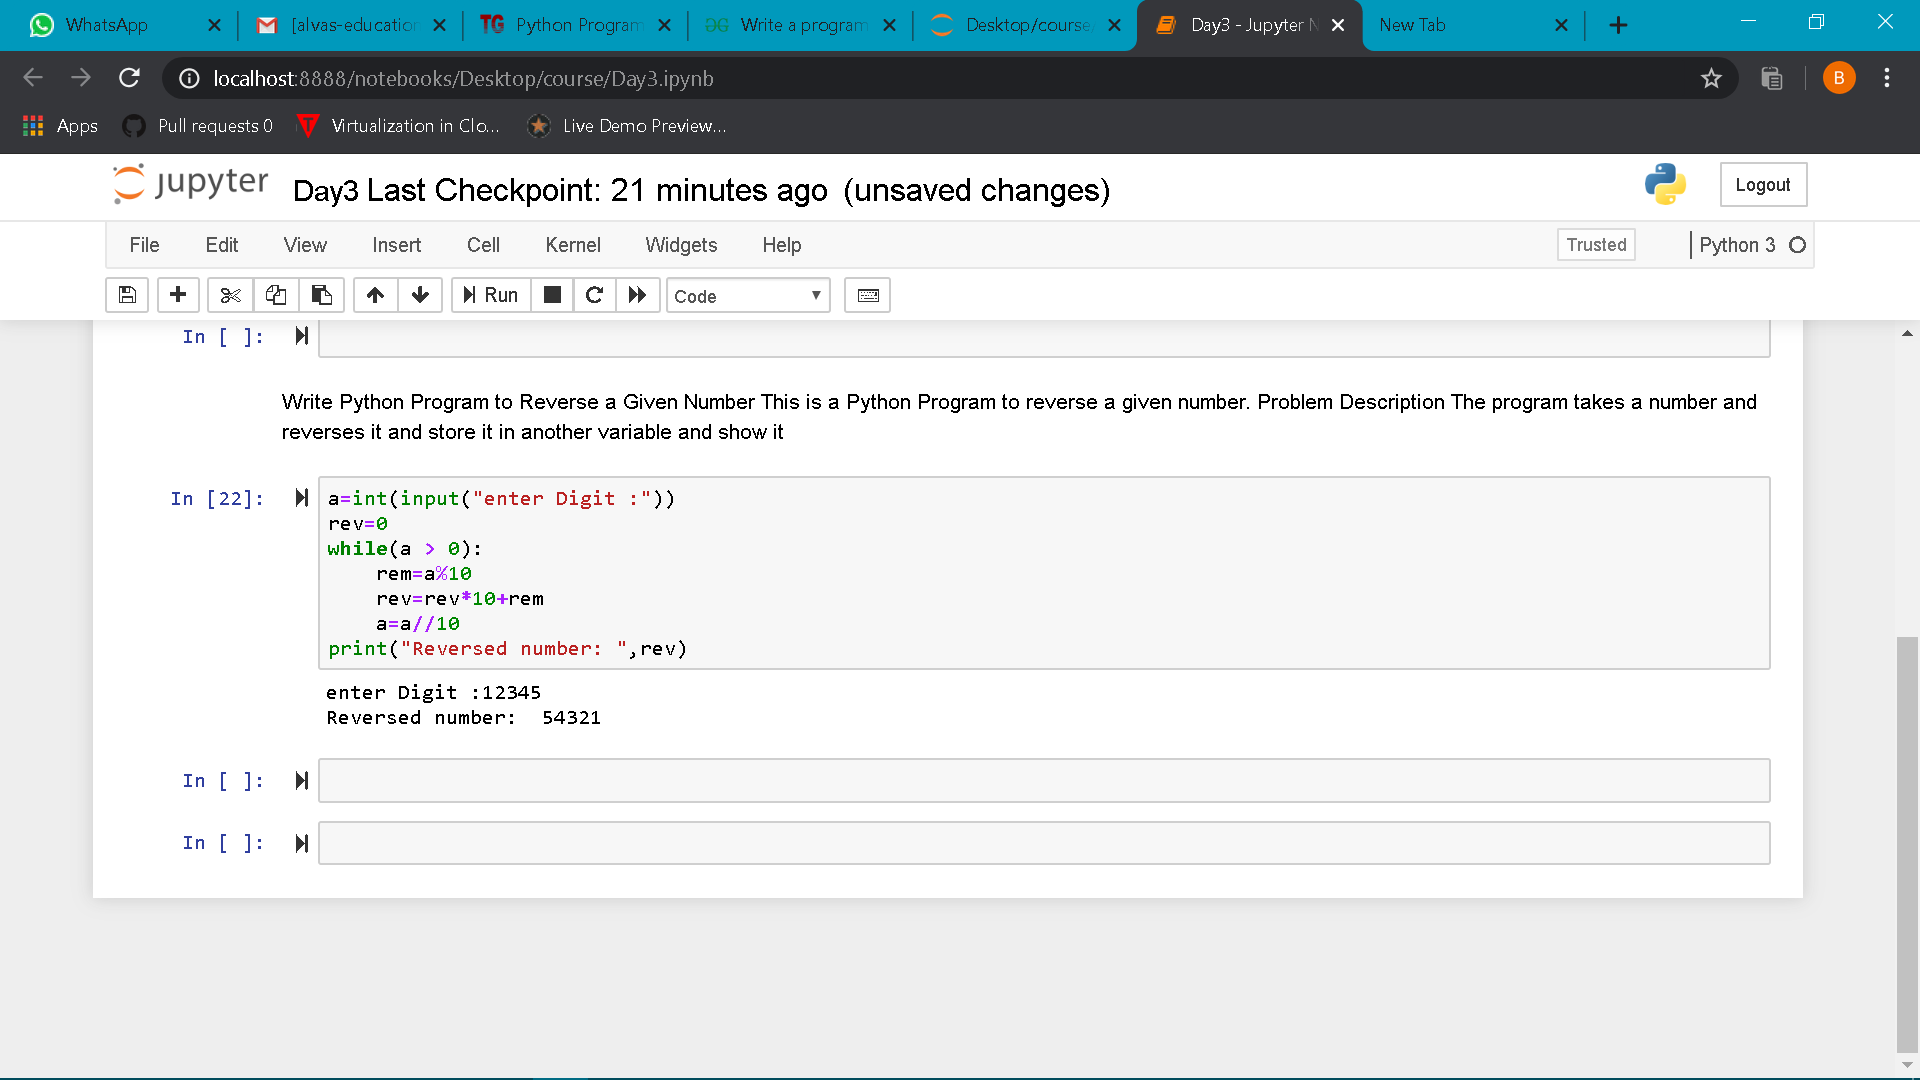 WhatsApp
[alvas-education
TG Python Program
Write a program
Desktop/course/
Day3 - Jupyter N
New Tab
localhost:8888/notebooks/Desktop/course/Day3.ipynb
B
Apps
Pull requests 0
Virtualization in Clo...
Live Demo Preview...
jupyter Day3 Last Checkpoint: 21 minutes ago (unsaved changes)
Logout
File Edit View Insert Cell Kernel Widgets Help
Trusted
Python 3
Run
Code
In [ ]:
Write Python Program to Reverse a Given Number This is a Python Program to reverse a given number. Problem Description The program takes a number and
reverses it and store it in another variable and show it
In [22]:
a=int(input("enter Digit :"))
rev=0
while(a > 0):
    rem=a%10
    rev=rev*10+rem
    a=a//10
print("Reversed number: ",rev)
enter Digit :12345
Reversed number:  54321
In [ ]:
In [ ]: